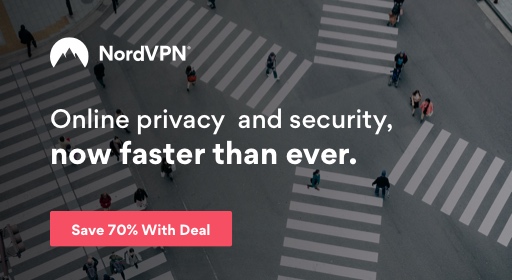 NordVPN®
Online privacy and security,
now faster than ever.
Save 70% With Deal